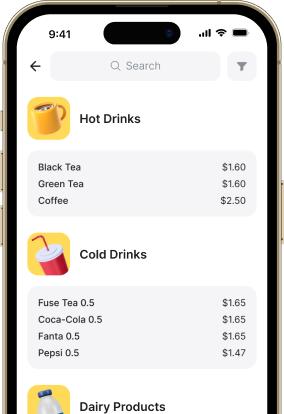 9:41
Search
Hot Drinks
Black Tea $1.60
Green Tea $1.60
Coffee $2.50
Cold Drinks
Fuse Tea 0.5 $1.65
Coca-Cola 0.5 $1.65
Fanta 0.5 $1.65
Pepsi 0.5 $1.47
Dairy Products